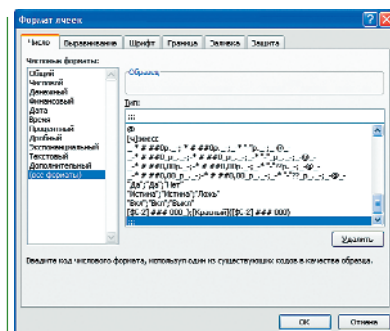 Формат ячеек
Число Выравнивание Шрифт Граница Заливка Защита
Числовые форматы:
Общий
Числовой
Денежный
Финансовый
Дата
Время
Процентный
Дробный
Экспоненциальный
Текстовый
Дополнительный
(все форматы)
Образец
Тип:
;;;
@
[ч]:мм:сс
"Да";"Да";"Нет"
"Истина";"Истина";"Ложь"
"Вкл";"Вкл";"Выкл"
;;;
Удалить
Введите код числового формата, используя один из существующих кодов в качестве образца.
ОК Отмена